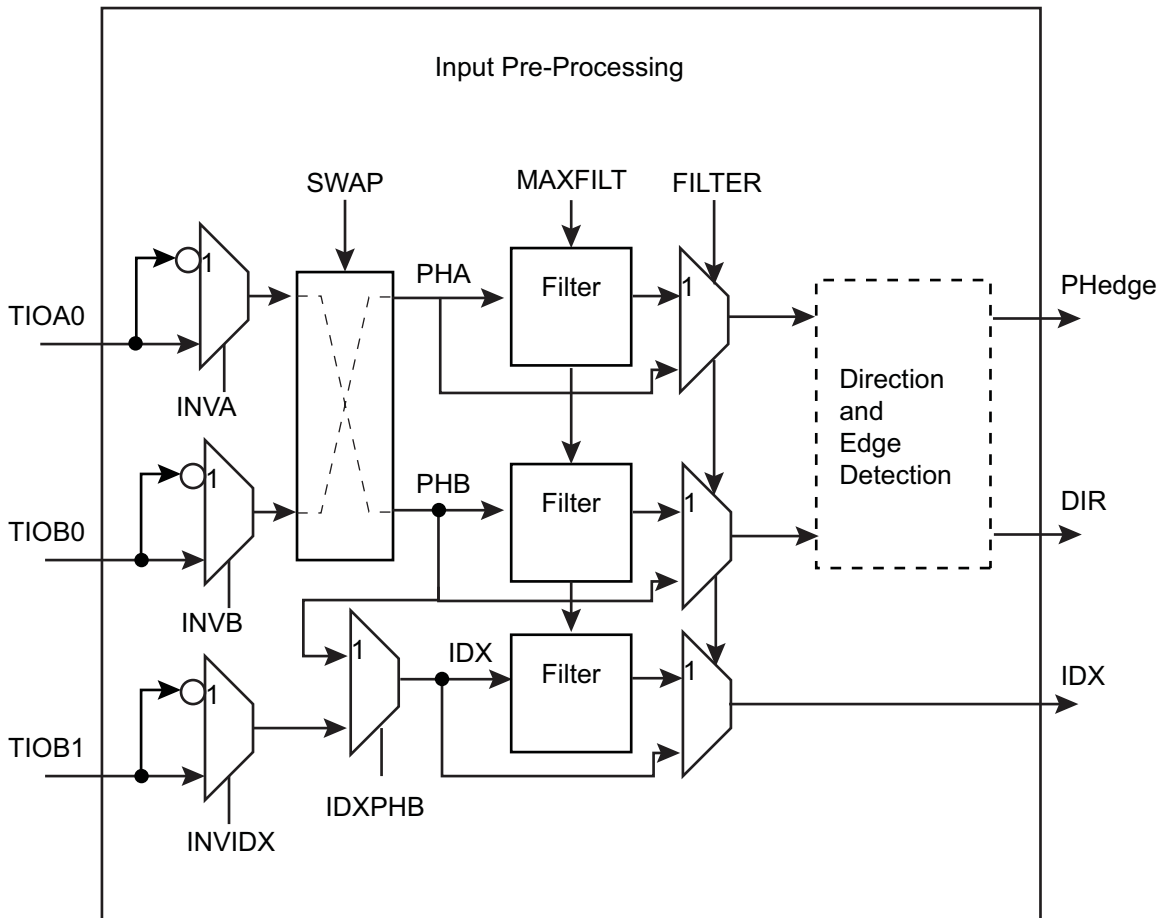 Input Pre-Processing
SWAP
MAXFILT
FILTER
1
PHA
Filter
1
PHedge
TIOA0
Direction
and
Edge
Detection
INVA
1
PHB
Filter
1
DIR
TIOB0
INVB
1
IDX
Filter
1
IDX
1
TIOB1
IDXPHB
INVIDX